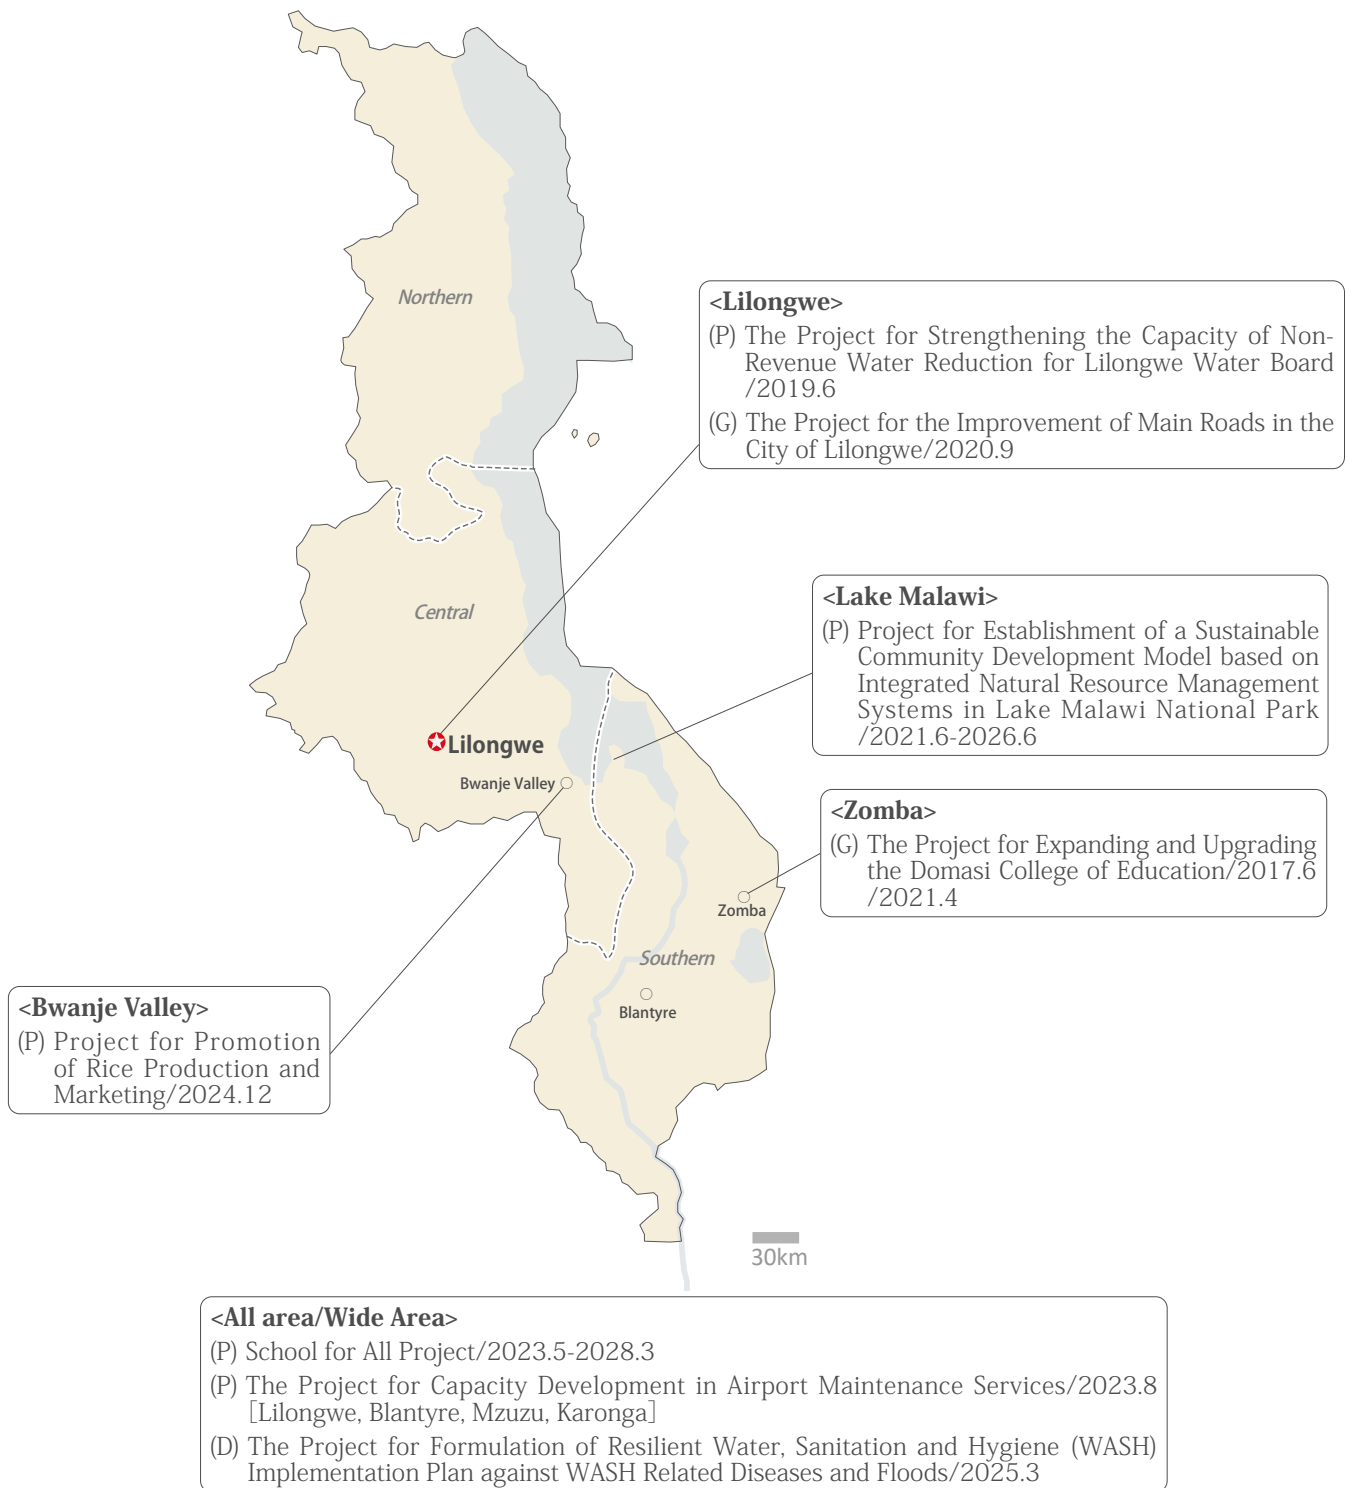 Northern
<Lilongwe>
(P) The Project for Strengthening the Capacity of Non-
Revenue Water Reduction for Lilongwe Water Board
/2019.6
(G) The Project for the Improvement of Main Roads in the
City of Lilongwe/2020.9
Central
<Lake Malawi>
(P) Project for Establishment of a Sustainable
Community Development Model based on
Integrated Natural Resource Management
Systems in Lake Malawi National Park
/2021.6-2026.6
Lilongwe
Bwanje Valley
<Zomba>
(G) The Project for Expanding and Upgrading
the Domasi College of Education/2017.6
/2021.4
Zomba
Southern
Blantyre
<Bwanje Valley>
(P) Project for Promotion
of Rice Production and
Marketing/2024.12
30km
<All area/Wide Area>
(P) School for All Project/2023.5-2028.3
(P) The Project for Capacity Development in Airport Maintenance Services/2023.8
[Lilongwe, Blantyre, Mzuzu, Karonga]
(D) The Project for Formulation of Resilient Water, Sanitation and Hygiene (WASH)
Implementation Plan against WASH Related Diseases and Floods/2025.3